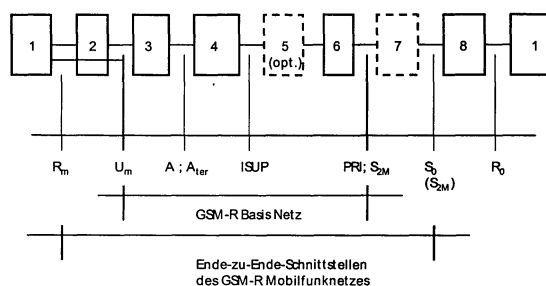 1 2 3 4 5 6 7 8 1
(opt.)
R_m U_m A ; A_ter ISUP PRI; S_2M S_0 R_0
(S_2M)
GSM-R Basis Netz
Ende-zu-Ende-Schnittstellen
des GSM-R Mobilfunknetzes